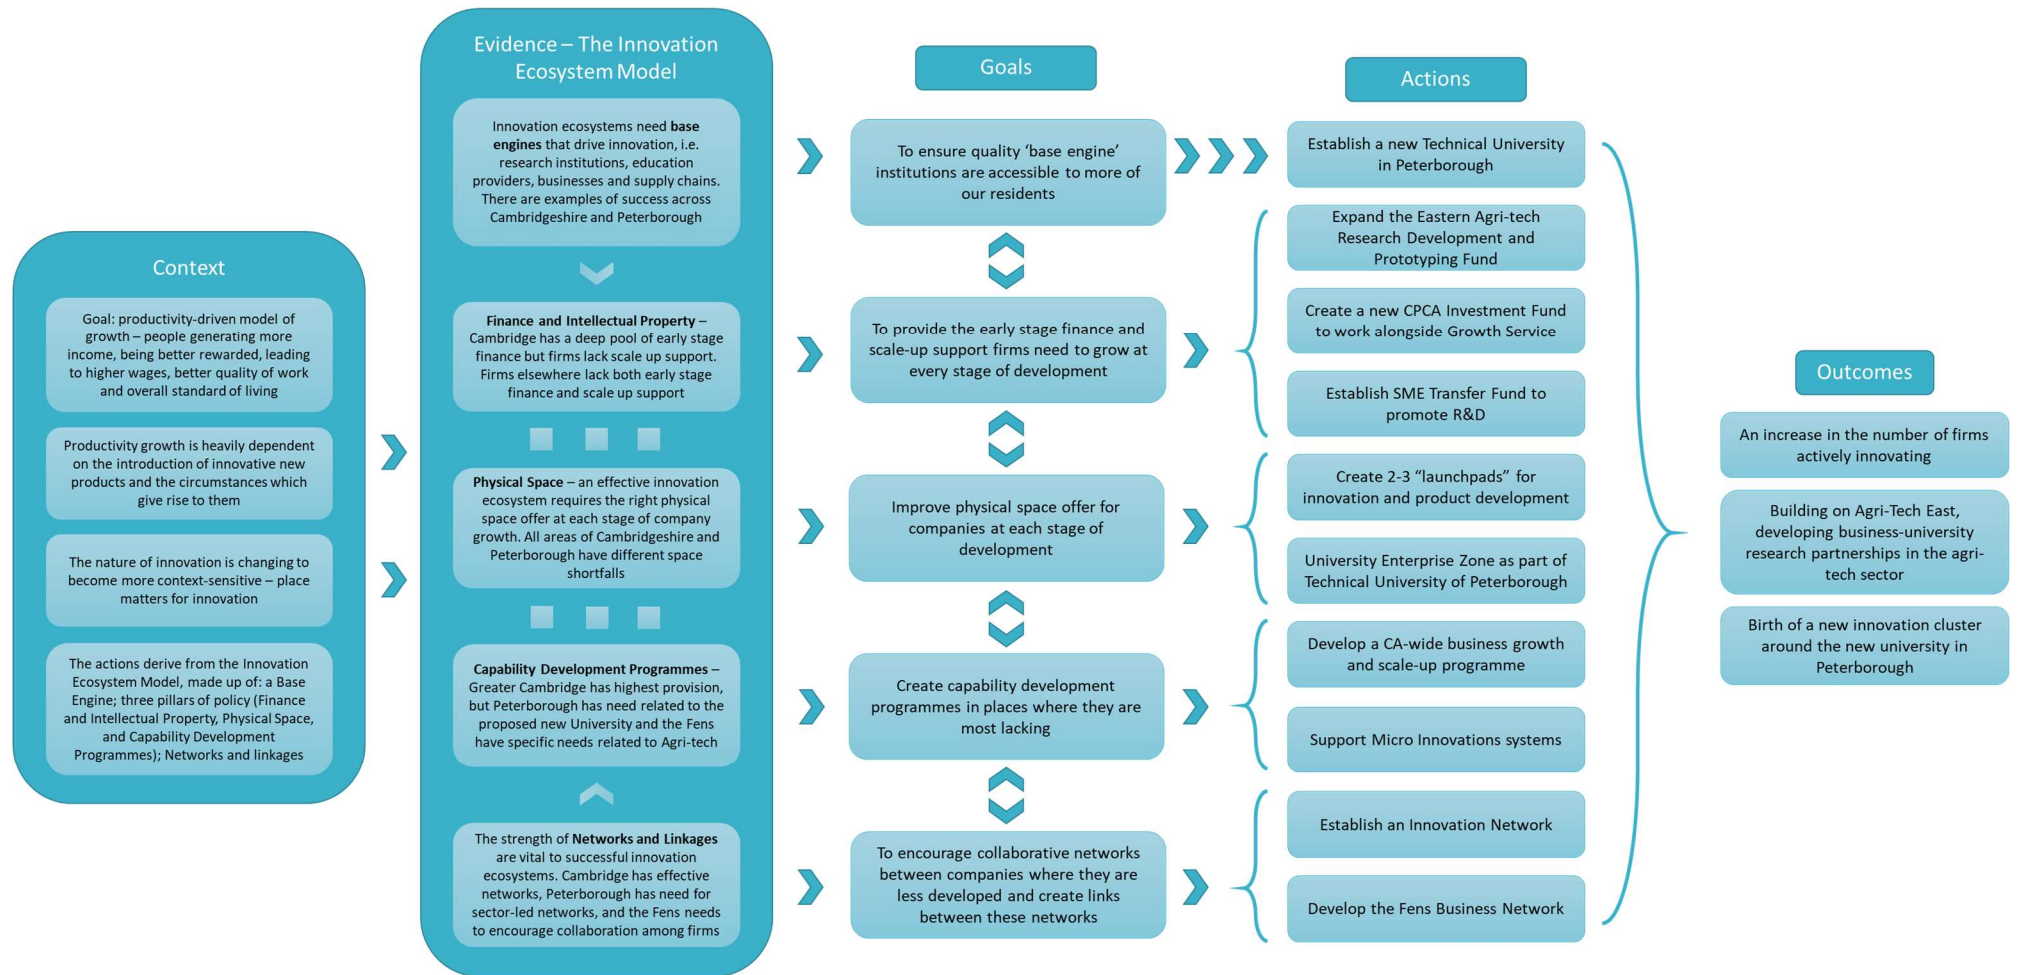 Context
Goal: productivity-driven model of
growth – people generating more
income, being better rewarded, leading
to higher wages, better quality of work
and overall standard of living
Productivity growth is heavily dependent
on the introduction of innovative new
products and the circumstances which
give rise to them
The nature of innovation is changing to
become more context-sensitive – place
matters for innovation
The actions derive from the Innovation
Ecosystem Model, made up of: a Base
Engine; three pillars of policy (Finance
and Intellectual Property, Physical Space,
and Capability Development
Programmes); Networks and linkages
Evidence – The Innovation
Ecosystem Model
Innovation ecosystems need base
engines that drive innovation, i.e.
research institutions, education
providers, businesses and supply chains.
There are examples of success across
Cambridgeshire and Peterborough
Finance and Intellectual Property –
Cambridge has a deep pool of early stage
finance but firms lack scale up support.
Firms elsewhere lack both early stage
finance and scale up support
Physical Space – an effective innovation
ecosystem requires the right physical
space offer at each stage of company
growth. All areas of Cambridgeshire and
Peterborough have different space
shortfalls
Capability Development Programmes –
Greater Cambridge has highest provision,
but Peterborough has need related to the
proposed new University and the Fens
have specific needs related to Agri-tech
The strength of Networks and Linkages
are vital to successful innovation
ecosystems. Cambridge has effective
networks, Peterborough has need for
sector-led networks, and the Fens needs
to encourage collaboration among firms
Goals
To ensure quality ‘base engine’
institutions are accessible to more of
our residents
To provide the early stage finance and
scale-up support firms need to grow at
every stage of development
Improve physical space offer for
companies at each stage of
development
Create capability development
programmes in places where they are
most lacking
To encourage collaborative networks
between companies where they are
less developed and create links
between these networks
Actions
Establish a new Technical University
in Peterborough
Expand the Eastern Agri-tech
Research Development and
Prototyping Fund
Create a new CPCA Investment Fund
to work alongside Growth Service
Establish SME Transfer Fund to
promote R&D
Create 2-3 “launchpads” for
innovation and product development
University Enterprise Zone as part of
Technical University of Peterborough
Develop a CA-wide business growth
and scale-up programme
Support Micro Innovations systems
Establish an Innovation Network
Develop the Fens Business Network
Outcomes
An increase in the number of firms
actively innovating
Building on Agri-Tech East,
developing business-university
research partnerships in the agri-
tech sector
Birth of a new innovation cluster
around the new university in
Peterborough